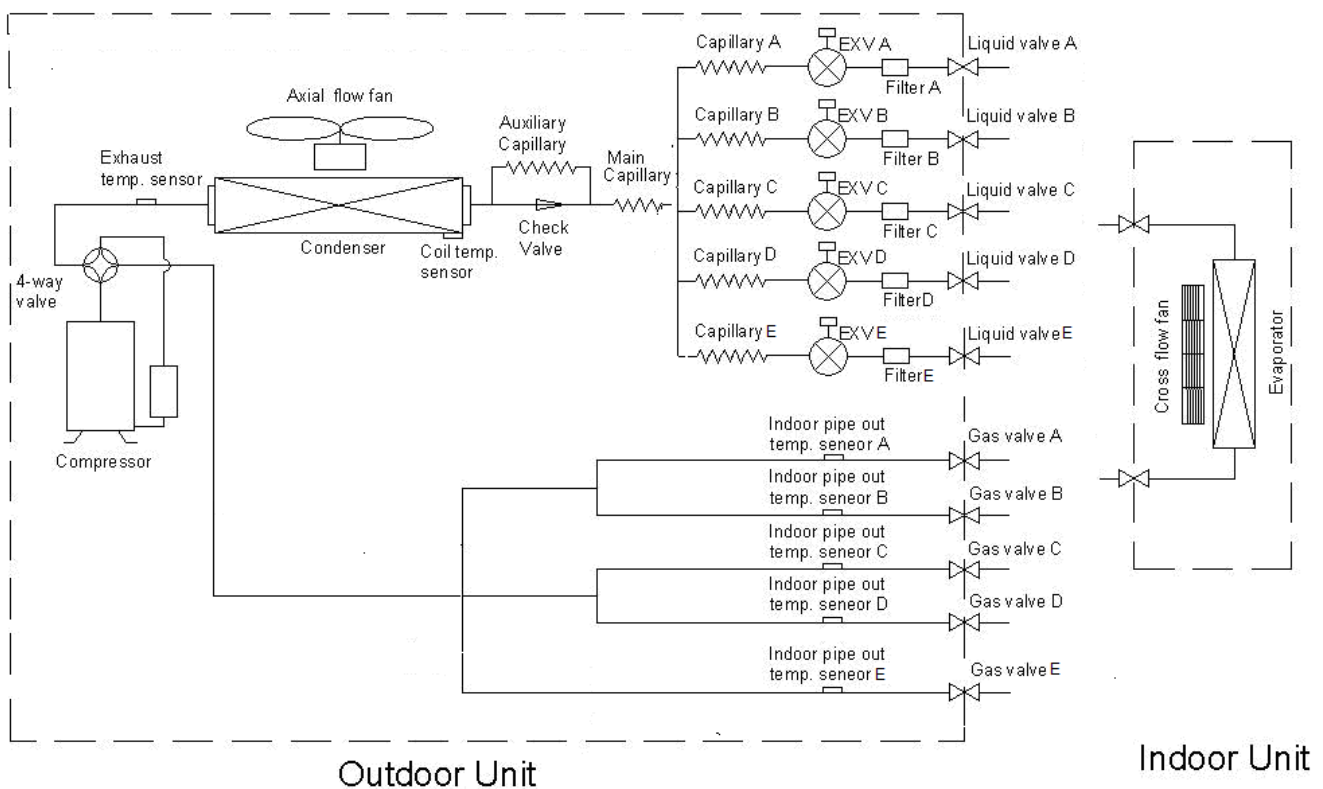 Axial flow fan
Exhaust
temp. sensor
Condenser
Coil temp.
sensor
4-way
valve
Compressor
Auxiliary
Capillary
Check
Valve
Main
Capillary
Capillary A
EXV A
Filter A
Liquid valve A
Capillary B
EXV B
Filter B
Liquid valve B
Capillary C
EXV C
Filter C
Liquid valve C
Capillary D
EXV D
Filter D
Liquid valve D
Capillary E
EXV E
Filter E
Liquid valve E
Indoor pipe out
temp. seneor A
Gas valve A
Indoor pipe out
temp. seneor B
Gas valve B
Indoor pipe out
temp. seneor C
Gas valve C
Indoor pipe out
temp. seneor D
Gas valve D
Indoor pipe out
temp. seneor E
Gas valve E
Outdoor Unit
Cross flow fan
Evaporator
Indoor Unit